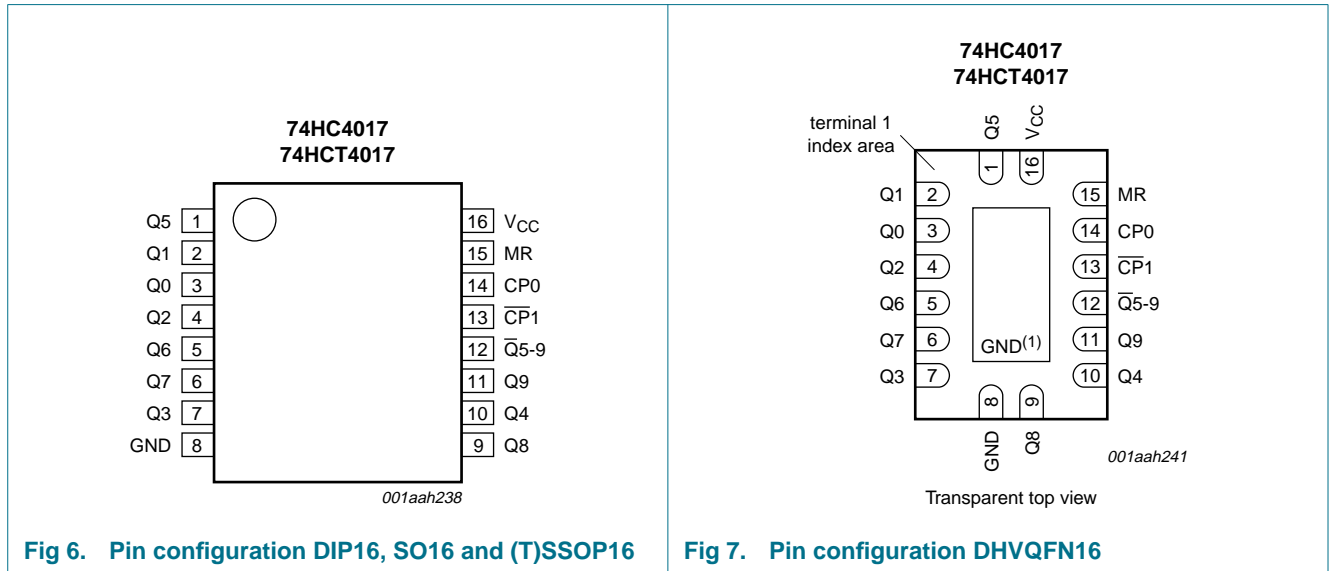 74HC4017
74HCT4017
Q5 1
Q1 2
Q0 3
Q2 4
Q6 5
Q7 6
Q3 7
GND 8
16 VCC
15 MR
14 CP0
13 C̅P̅1
12 Q̅5-9
11 Q9
10 Q4
9 Q8
001aah238
Fig 6. Pin configuration DIP16, SO16 and (T)SSOP16
74HC4017
74HCT4017
terminal 1
index area
Q5 1
VCC 16
Q1 2
Q0 3
Q2 4
Q6 5
Q7 6
Q3 7
15 MR
14 CP0
13 C̅P̅1
12 Q̅5-9
11 Q9
10 Q4
GND(1)
8 GND
9 Q8
001aah241
Transparent top view
Fig 7. Pin configuration DHVQFN16